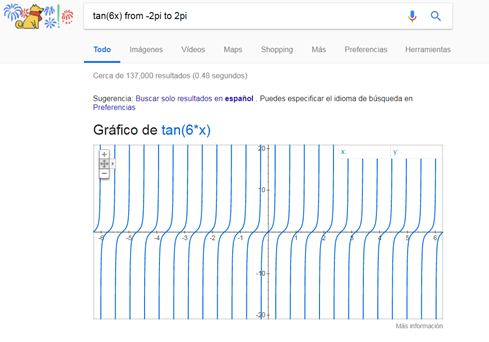 tan(6x) from -2pi to 2pi
Todo Imágenes Vídeos Maps Shopping Más Preferencias Herramientas
Cerca de 137,000 resultados (0.48 segundos)
Sugerencia: Buscar solo resultados en español . Puedes especificar el idioma de búsqueda en
Preferencias
Gráfico de tan(6*x)
x: y:
20
10
-6 -5 -4 -3 -2 -1 1 2 3 4 5 6
-10
-20
Más información